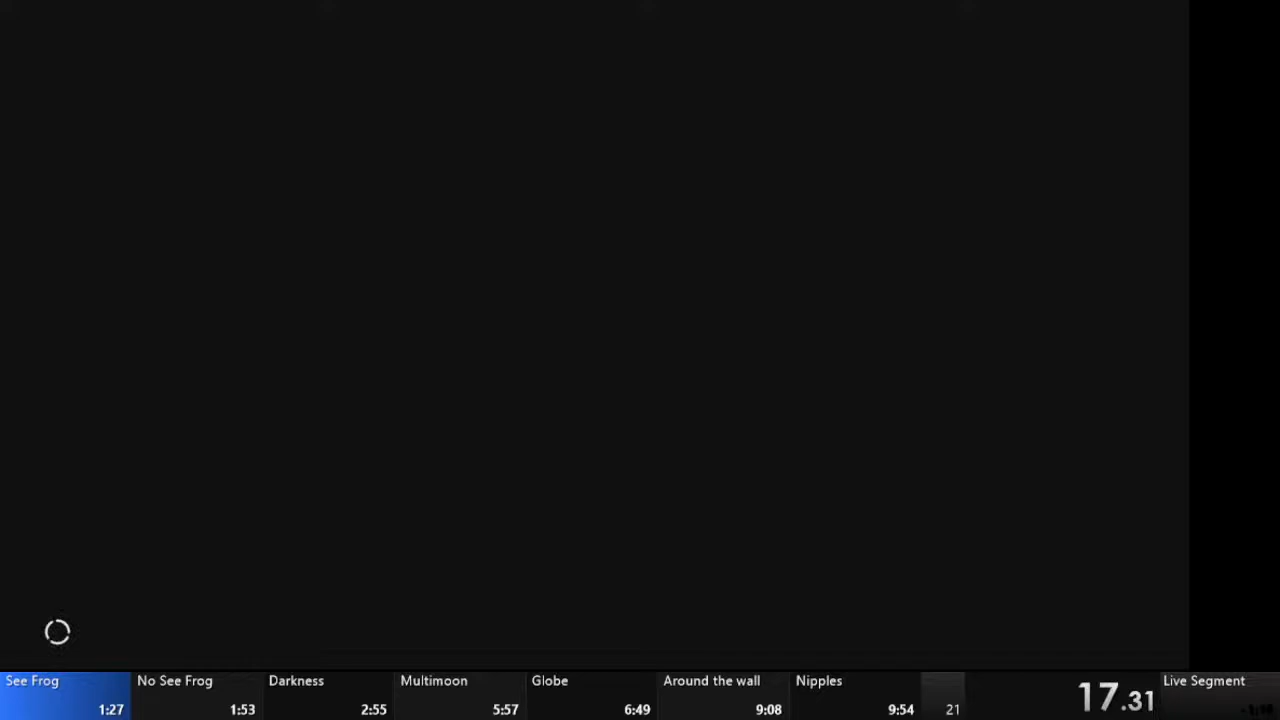 See Frog
1:27
No See Frog
1:53
Darkness
2:55
Multimoon
5:57
Globe
6:49
Around the wall
9:08
Nipples
9:54
21
17.31
Live Segment